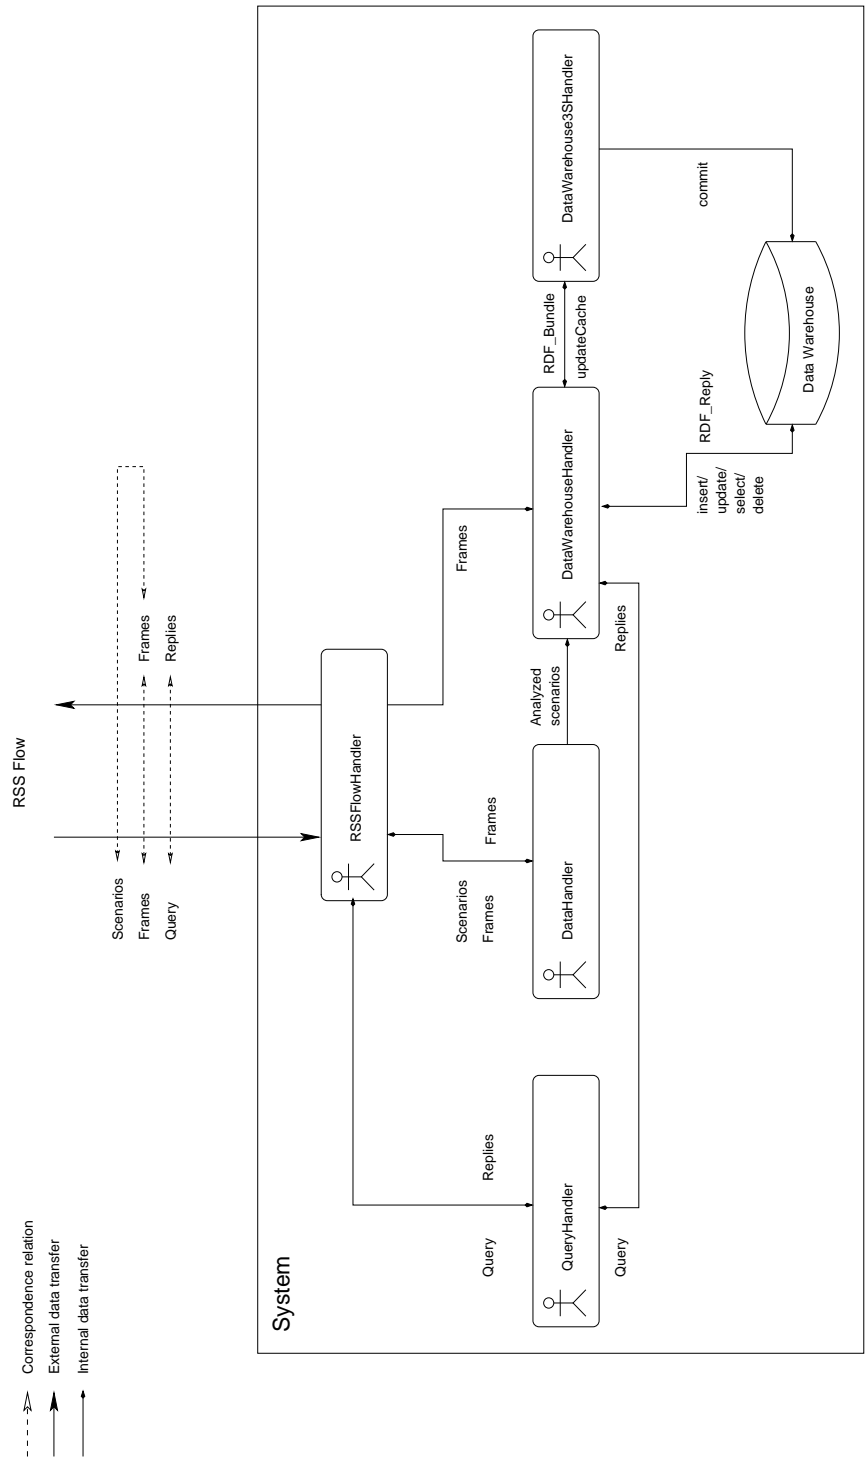 Correspondence relation
External data transfer
Internal data transfer
RSS Flow
Scenarios
Frames
Frames
Query
Replies
System
RSSFlowHandler
Query
Replies
Scenarios
Frames
Frames
Frames
QueryHandler
DataHandler
Analyzed
scenarios
DataWarehouseHandler
RDF_Bundle
updateCache
DataWarehouse3SHandler
Query
Replies
insert/
update/
select/
delete
RDF_Reply
commit
Data Warehouse